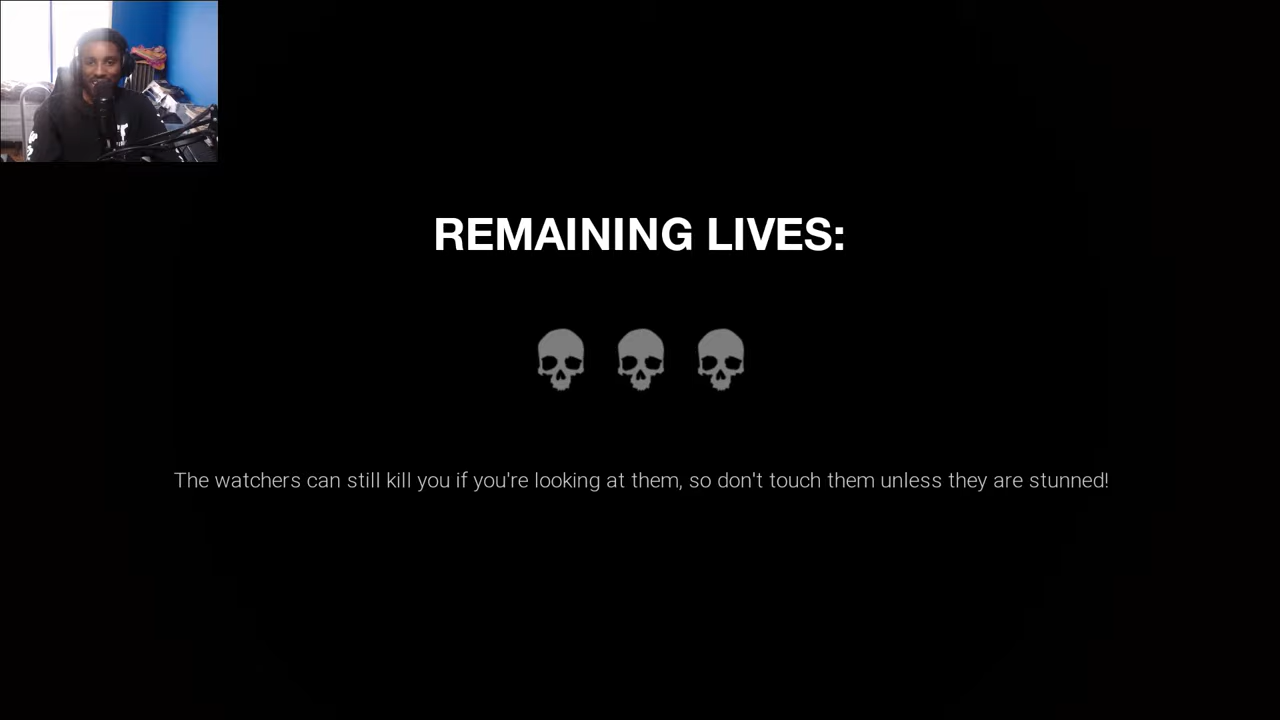 REMAINING LIVES:
The watchers can still kill you if you're looking at them, so don't touch them unless they are stunned!